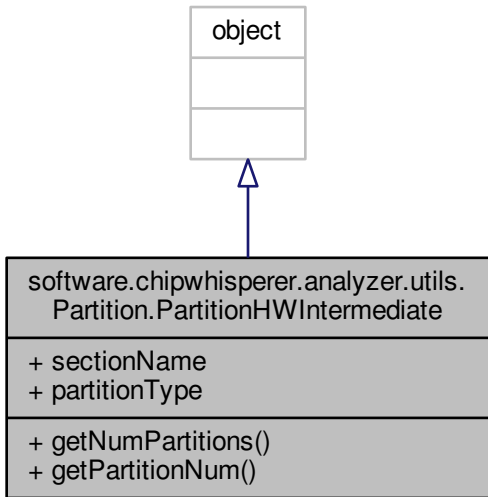 object
software.chipwhisperer.analyzer.utils.
Partition.PartitionHWIntermediate
+ sectionName
+ partitionType
+ getNumPartitions()
+ getPartitionNum()